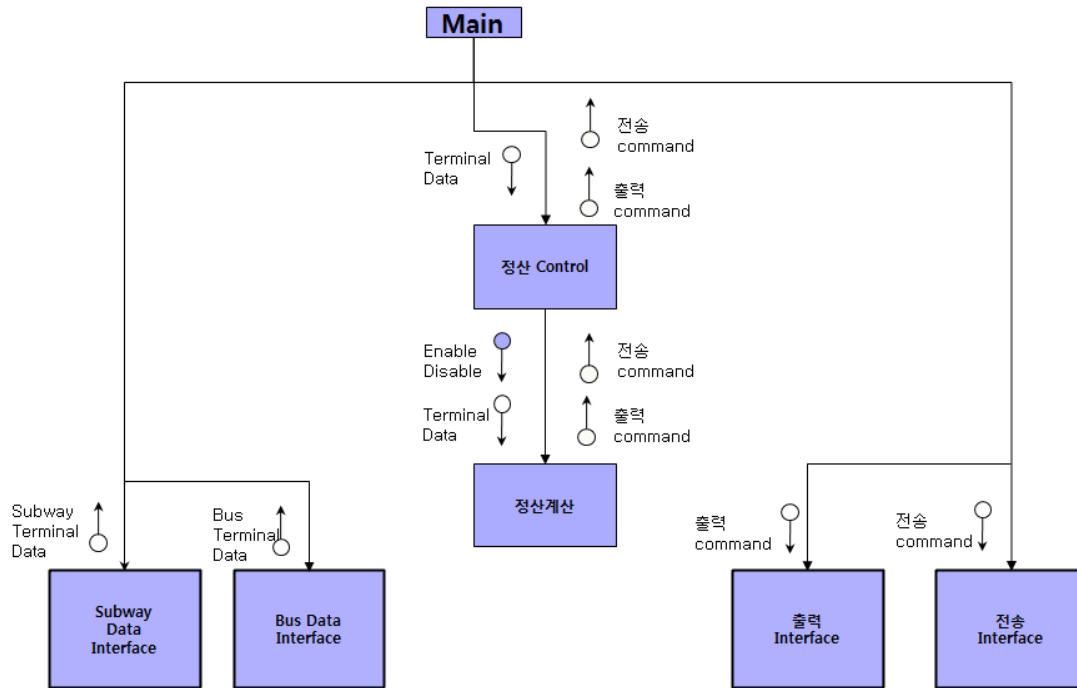 Main
전송
command
Terminal
Data
출력
command
정산 Control
Enable
Disable
전송
command
Terminal
Data
출력
command
정산계산
Subway
Terminal
Data
Bus
Terminal
Data
출력
command
전송
command
Subway
Data
Interface
Bus Data
Interface
출력
Interface
전송
Interface